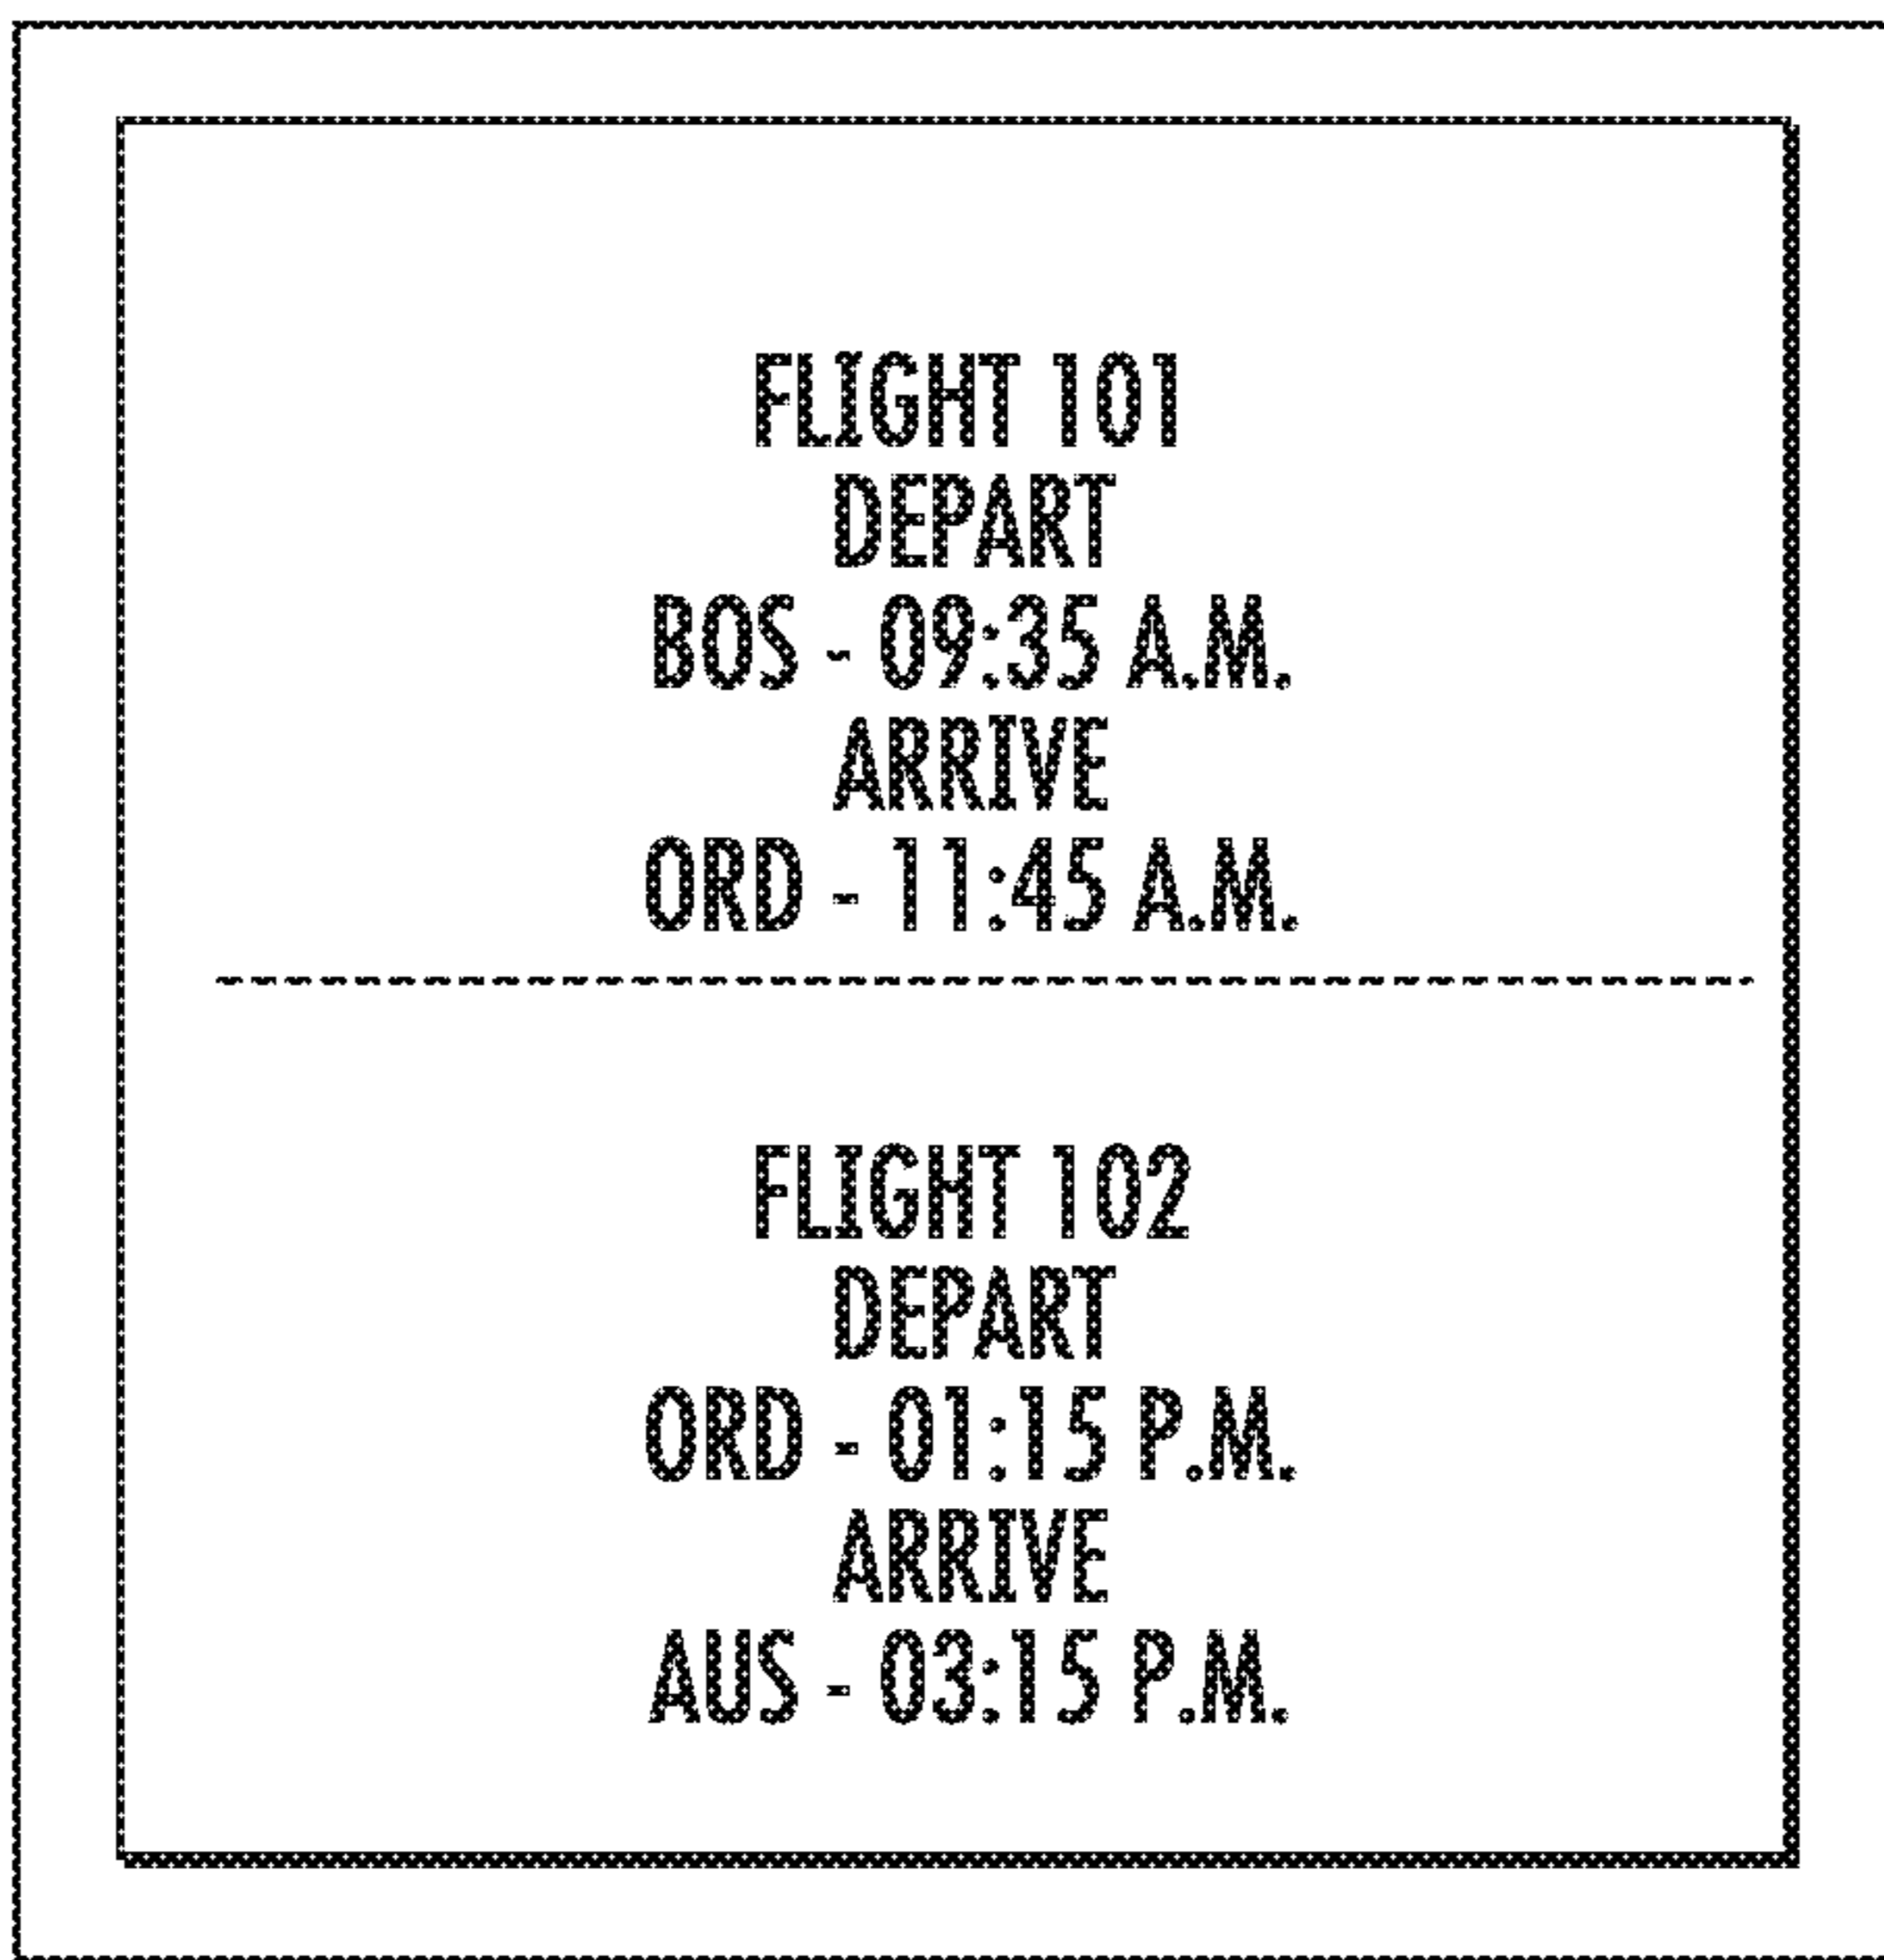 FLIGHT 101
DEPART
BOS - 09:35 A.M.
ARRIVE
ORD - 11:45 A.M.
FLIGHT 102
DEPART
ORD - 01:15 P.M.
ARRIVE
AUS - 03:15 P.M.